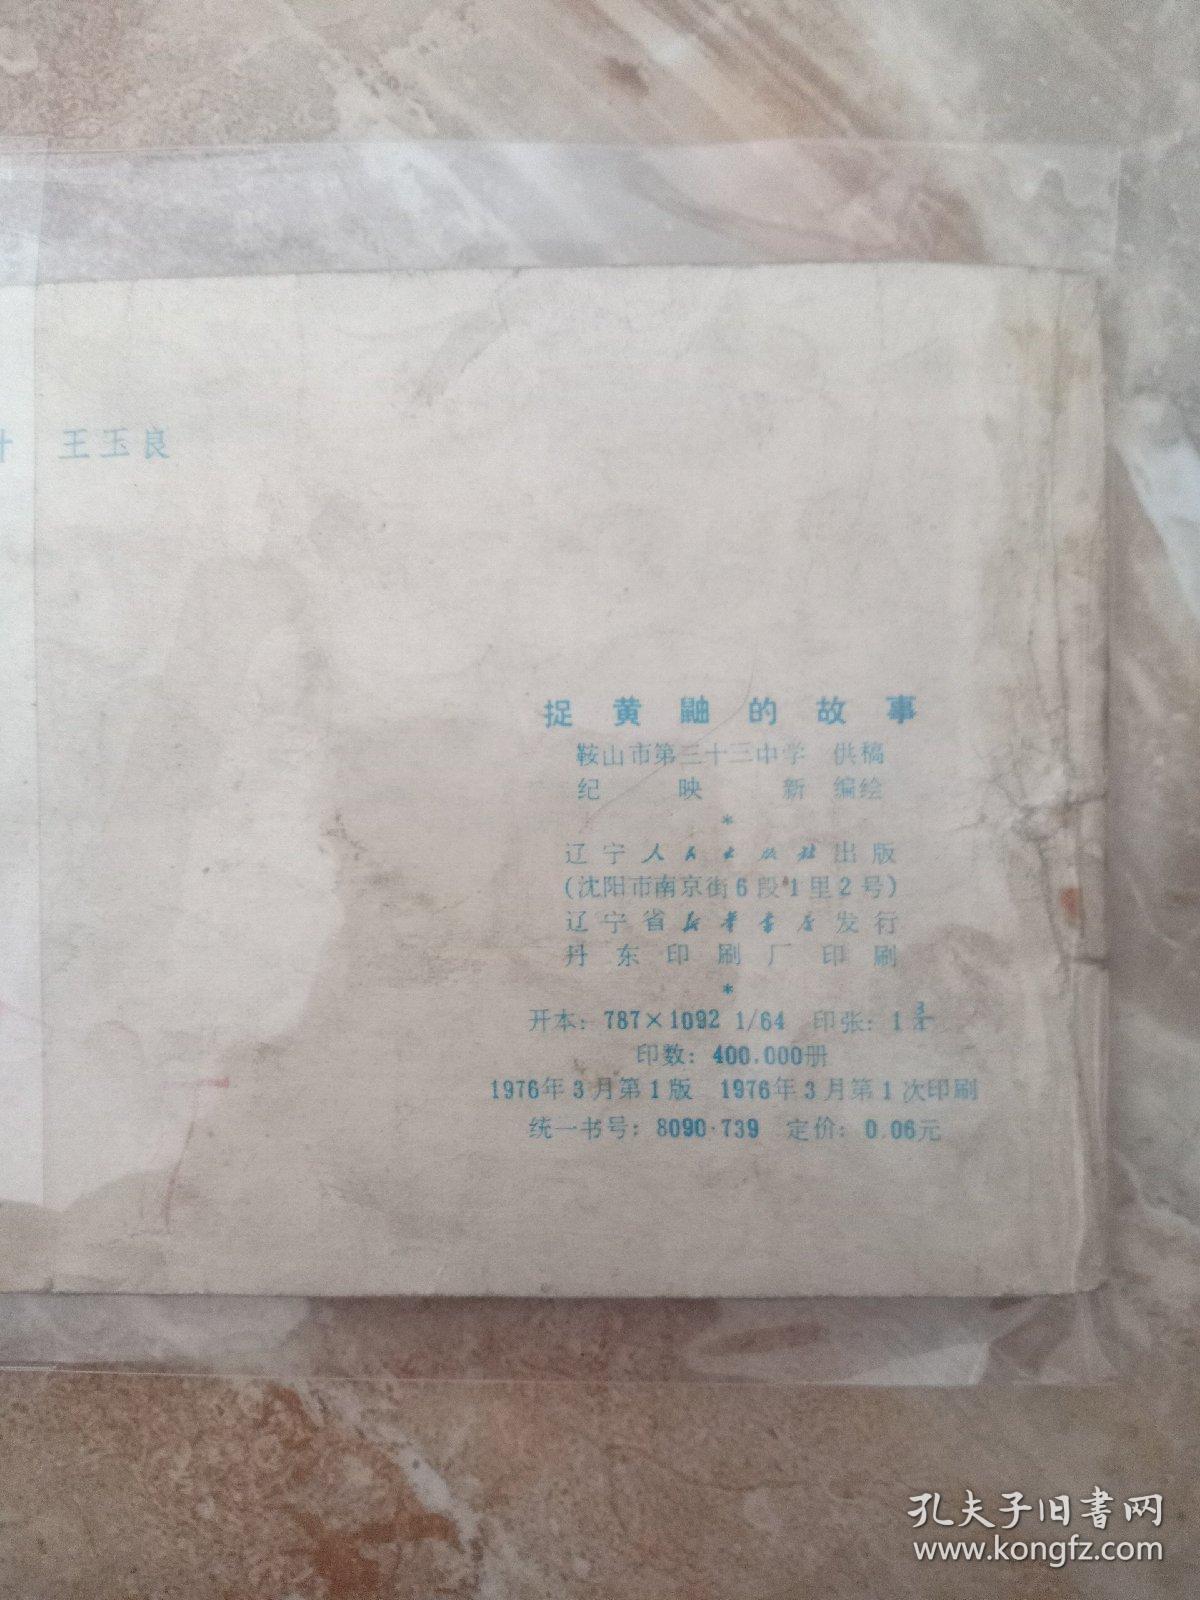 计 王玉良
捉黄鼬的故事
鞍山市第三十三中学 供稿
纪映新 编绘
*
辽宁人民出版社出版
(沈阳市南京街6段1里2号)
辽宁省新华书店发行
丹东印刷厂印刷
*
开本: 787×1092 1/64 印张: 1
印数: 400,000册
1976年3月第1版 1976年3月第1次印刷
统一书号: 8090·739 定价: 0.06元
孔夫子旧书网
www.kongfz.com